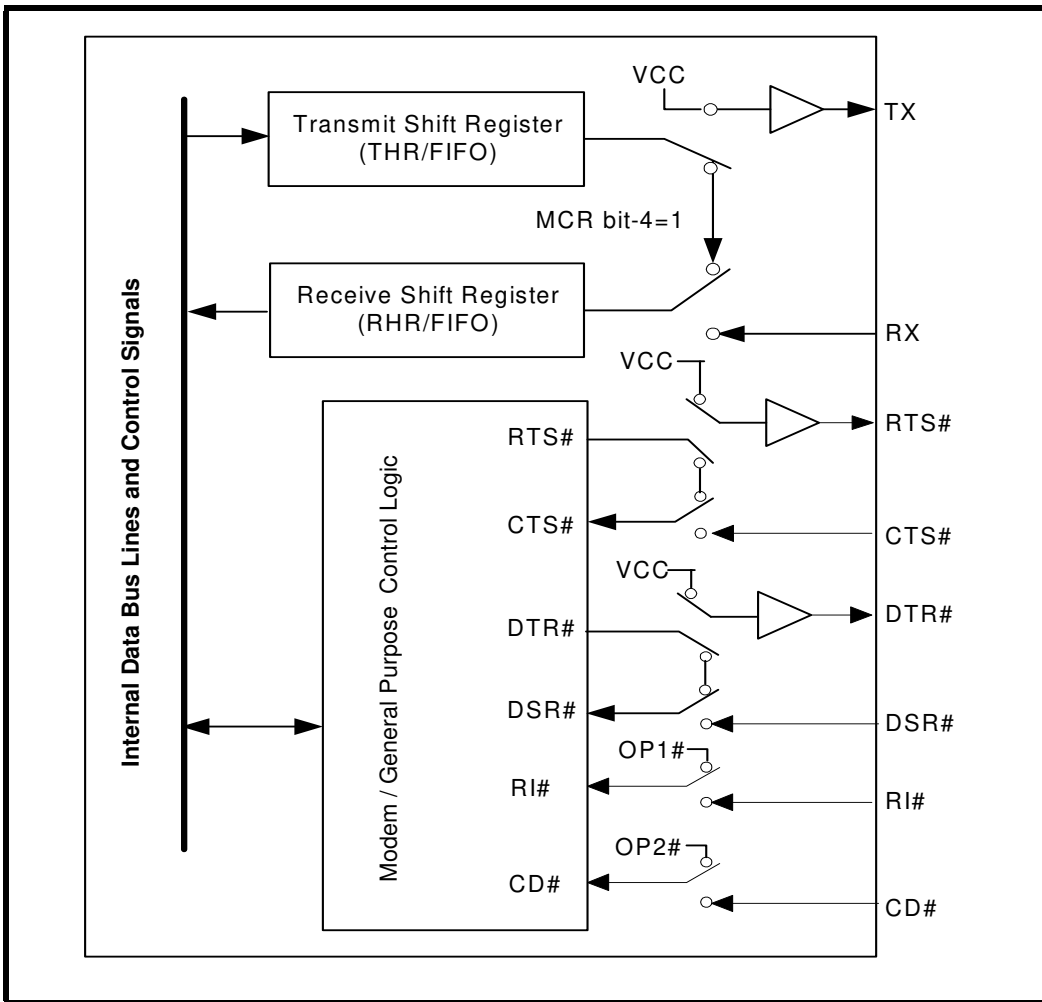 VCC
TX
Transmit Shift Register
(THR/FIFO)
MCR bit-4=1
Receive Shift Register
(RHR/FIFO)
RX
VCC
RTS#
RTS#
CTS#
CTS#
VCC
DTR#
DTR#
DSR#
DSR#
OP1#
RI#
RI#
OP2#
CD#
CD#
Internal Data Bus Lines and Control Signals
Modem / General Purpose Control Logic